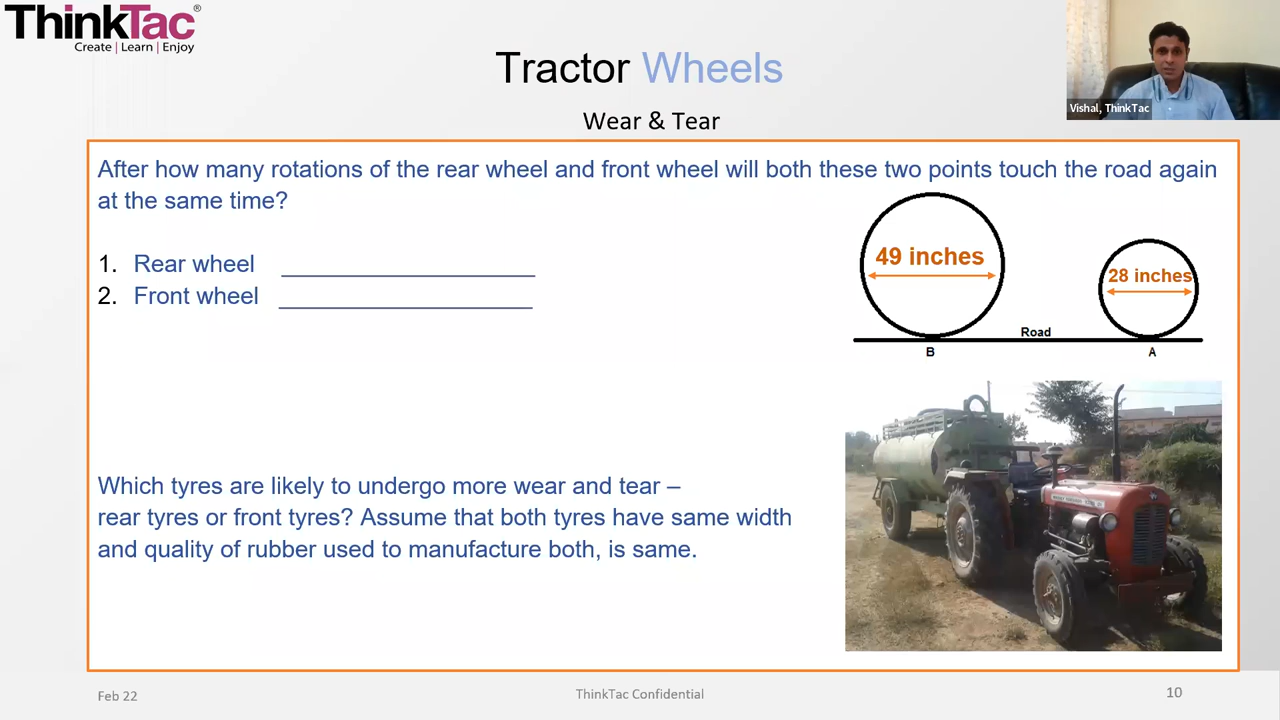 ThinkTac®
Create | Learn | Enjoy
Tractor Wheels
Vishal, ThinkTac
Wear & Tear
After how many rotations of the rear wheel and front wheel will both these two points touch the road again
at the same time?
1. Rear wheel
2. Front wheel
49 inches
28 inches
Road
B
A
Which tyres are likely to undergo more wear and tear –
rear tyres or front tyres? Assume that both tyres have same width
and quality of rubber used to manufacture both, is same.
Feb 22
ThinkTac Confidential
10